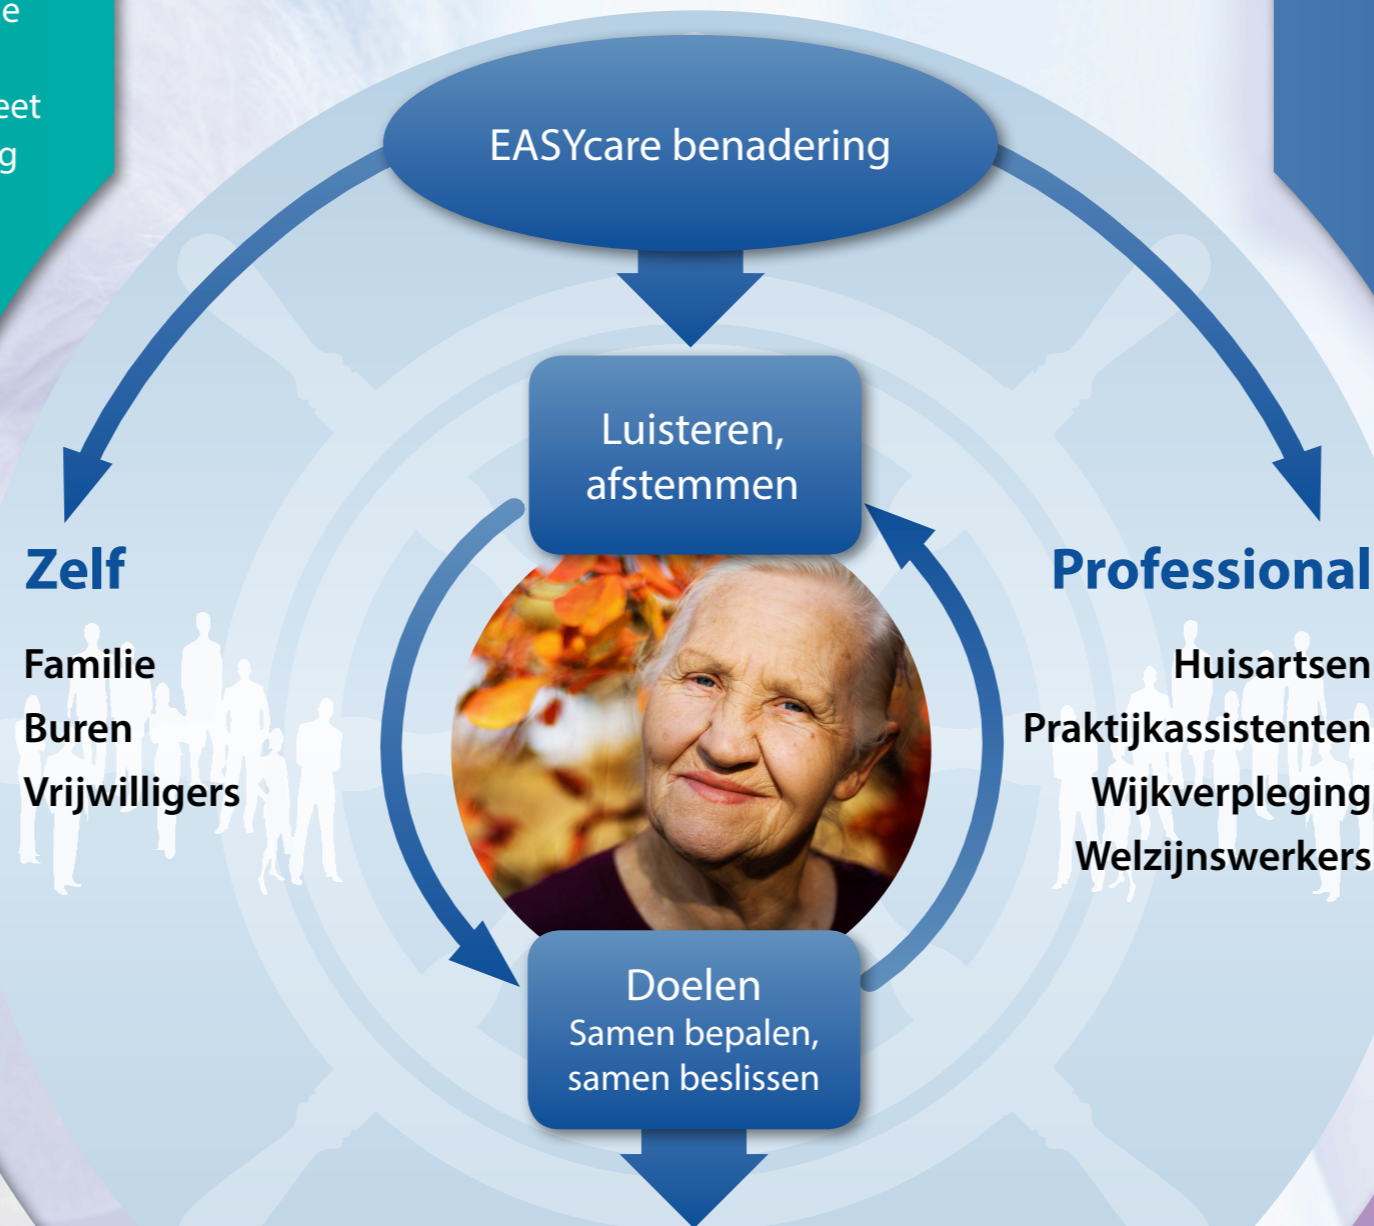 EASYcare benadering
Luisteren,
afstemmen
Zelf
Familie
Buren
Vrijwilligers
Professional
Huisartsen
Praktijkassistenten
Wijkverpleging
Welzijnswerkers
Doelen
Samen bepalen,
samen beslissen